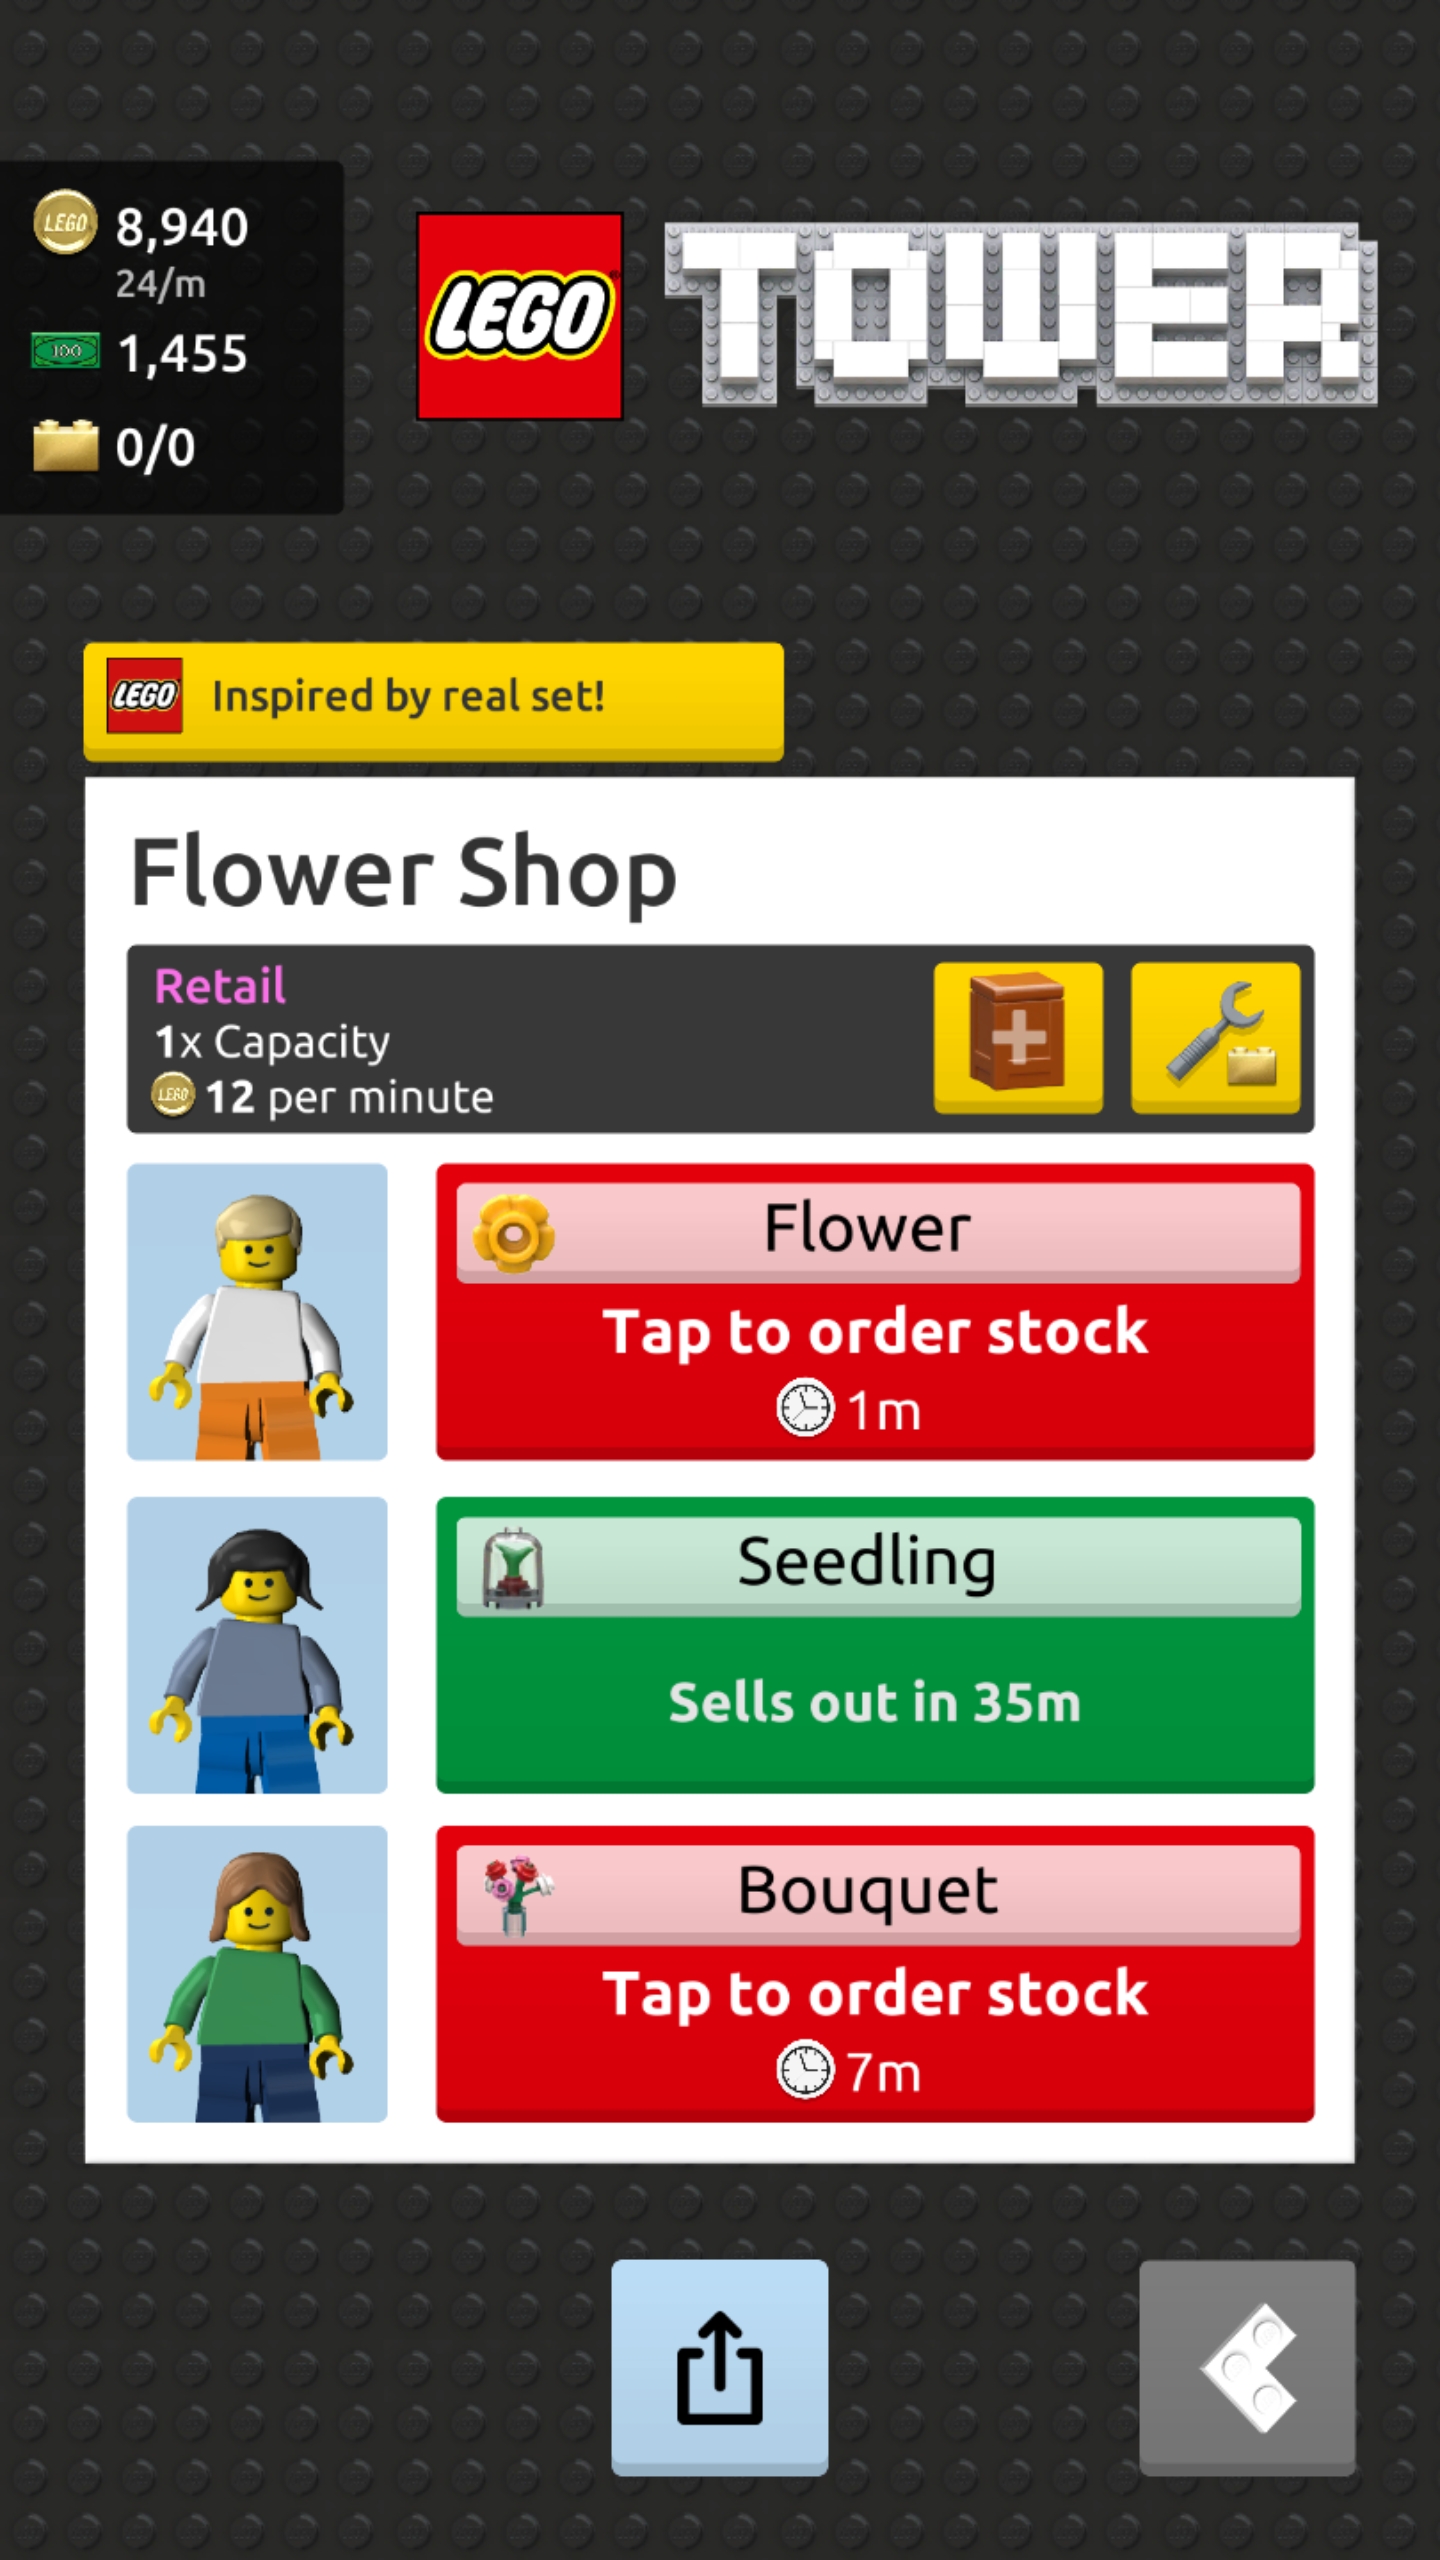 LEGO
8,940
24/m
100
1,455
0/0
LEGO
TOWER
LEGO
Inspired by real set!
Flower Shop
Retail
1x Capacity
LEGO
12 per minute
Flower
Tap to order stock
1m
Seedling
Sells out in 35m
Bouquet
Tap to order stock
7m